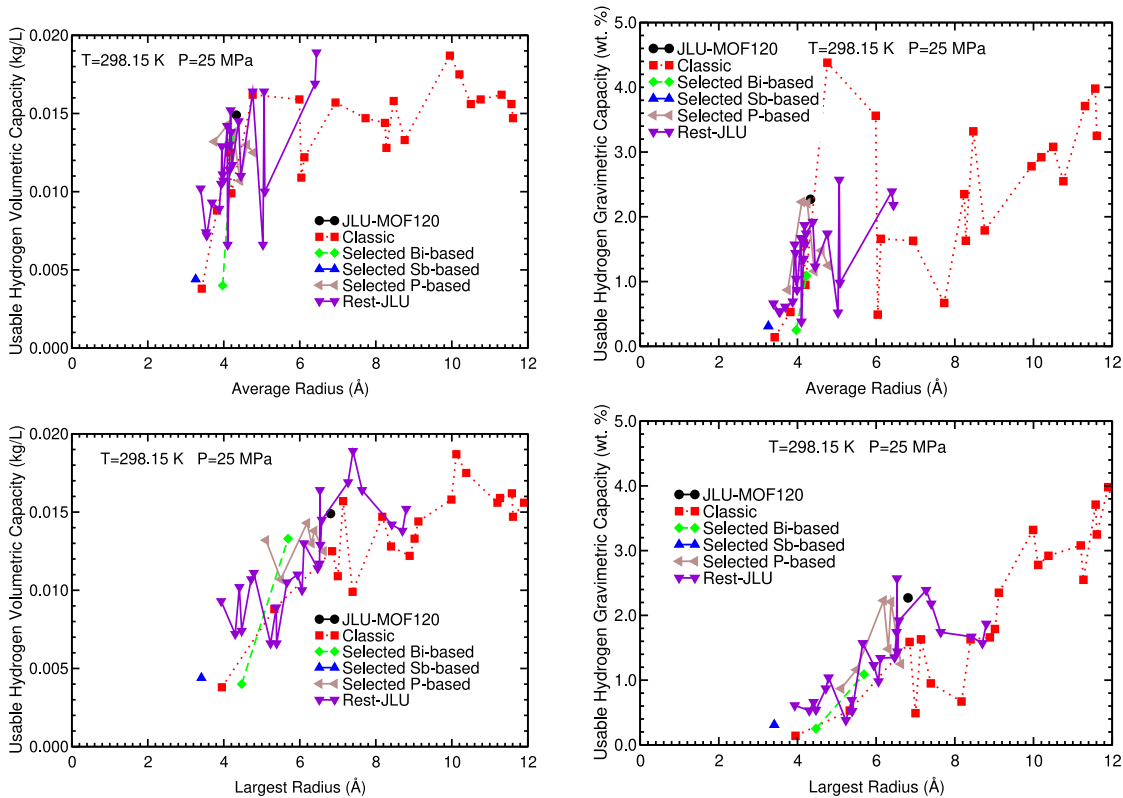 Usable Hydrogen Volumetric Capacity (kg/L)
0.020
0.015
0.010
0.005
0.000
T=298.15 K P=25 MPa
JLU-MOF120
Classic
Selected Bi-based
Selected Sb-based
Selected P-based
Rest-JLU
0 2 4 6 8 10 12
Average Radius (Å)
Usable Hydrogen Gravimetric Capacity (wt. %)
5.0
4.0
3.0
2.0
1.0
0.0
JLU-MOF120
Classic
Selected Bi-based
Selected Sb-based
Selected P-based
Rest-JLU
T=298.15 K P=25 MPa
0 2 4 6 8 10 12
Average Radius (Å)
Usable Hydrogen Volumetric Capacity (kg/L)
0.020
0.015
0.010
0.005
0.000
T=298.15 K P=25 MPa
JLU-MOF120
Classic
Selected Bi-based
Selected Sb-based
Selected P-based
Rest-JLU
0 2 4 6 8 10 12
Largest Radius (Å)
Usable Hydrogen Gravimetric Capacity (wt. %)
5.0
4.0
3.0
2.0
1.0
0.0
T=298.15 K P=25 MPa
JLU-MOF120
Classic
Selected Bi-based
Selected Sb-based
Selected P-based
Rest-JLU
0 2 4 6 8 10 12
Largest Radius (Å)